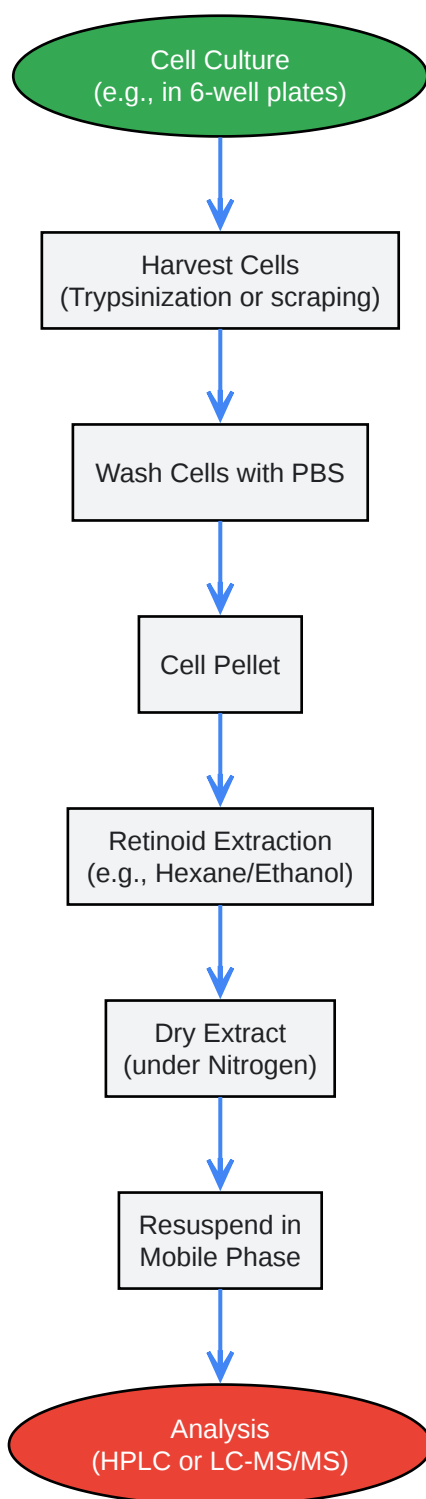 Cell Culture
(e.g., in 6-well plates)
Harvest Cells
(Trypsinization or scraping)
Wash Cells with PBS
Cell Pellet
Retinoid Extraction
(e.g., Hexane/Ethanol)
Dry Extract
(under Nitrogen)
Resuspend in
Mobile Phase
Analysis
(HPLC or LC-MS/MS)